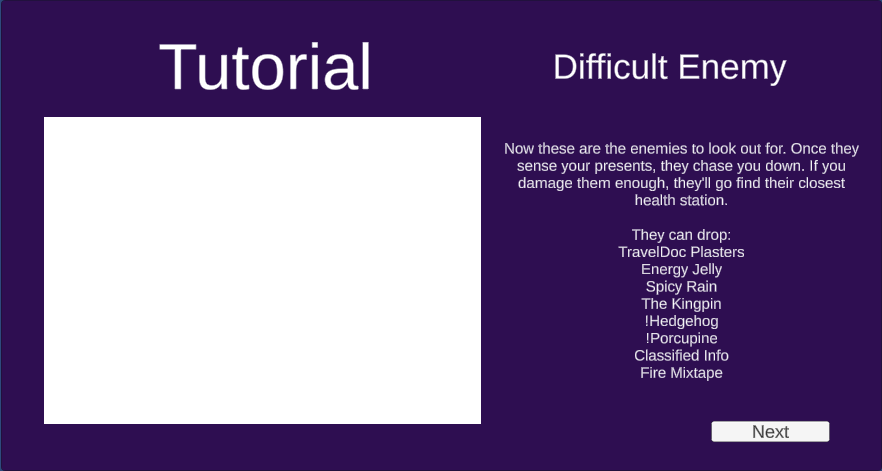 Tutorial
Difficult Enemy
Now these are the enemies to look out for. Once they
sense your presents, they chase you down. If you
damage them enough, they'll go find their closest
health station.
They can drop:
TravelDoc Plasters
Energy Jelly
Spicy Rain
The Kingpin
!Hedgehog
!Porcupine
Classified Info
Fire Mixtape
Next